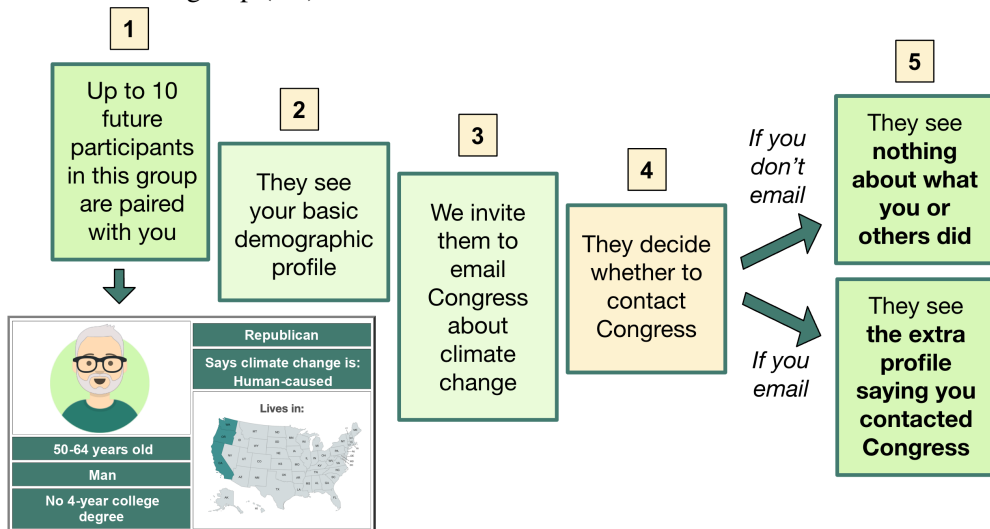 1
Up to 10
future
participants
in this group
are paired
with you
2
They see
your basic
demographic
profile
3
We invite
them to
email
Congress
about
climate
change
4
They decide
whether to
contact
Congress
If you
don't
email
If you
email
5
They see
nothing
about what
you or
others did
They see
the extra
profile
saying you
contacted
Congress
50-64 years old
Man
No 4-year college
degree
Republican
Says climate change is:
Human-caused
Lives in: